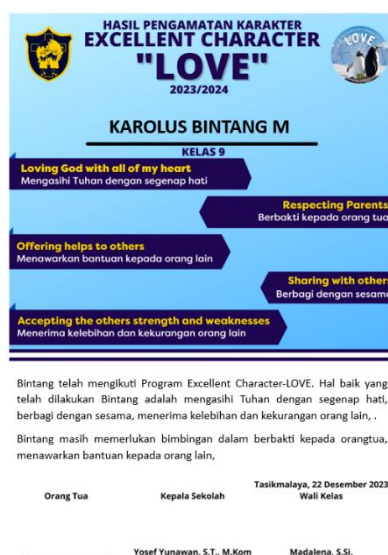 HASIL PENGAMATAN KARAKTER
EXCELLENT CHARACTER
"LOVE"
2023/2024
LOVE
KAROLUS BINTANG M
KELAS 9
Loving God with all of my heart
Mengasihi Tuhan dengan segenap hati
Respecting Parents
Berbakti kepada orang tua
Offering helps to others
Menawarkan bantuan kepada orang lain
Sharing with others
Berbagi dengan sesama
Accepting the others strength and weaknesses
Menerima kelebihan dan kekurangan orang lain
Bintang telah mengikuti Program Excellent Character-LOVE. Hal baik yang
telah dilakukan Bintang adalah mengasihi Tuhan dengan segenap hati,
berbagi dengan sesama, menerima kelebihan dan kekurangan orang lain, .
Bintang masih memerlukan bimbingan dalam berbakti kepada orangtua,
menawarkan bantuan kepada orang lain,
Tasikmalaya, 22 Desember 2023
Orang Tua Kepala Sekolah Wali Kelas
Yosef Yunawan, S.T., M.Kom Madalena, S.Si.